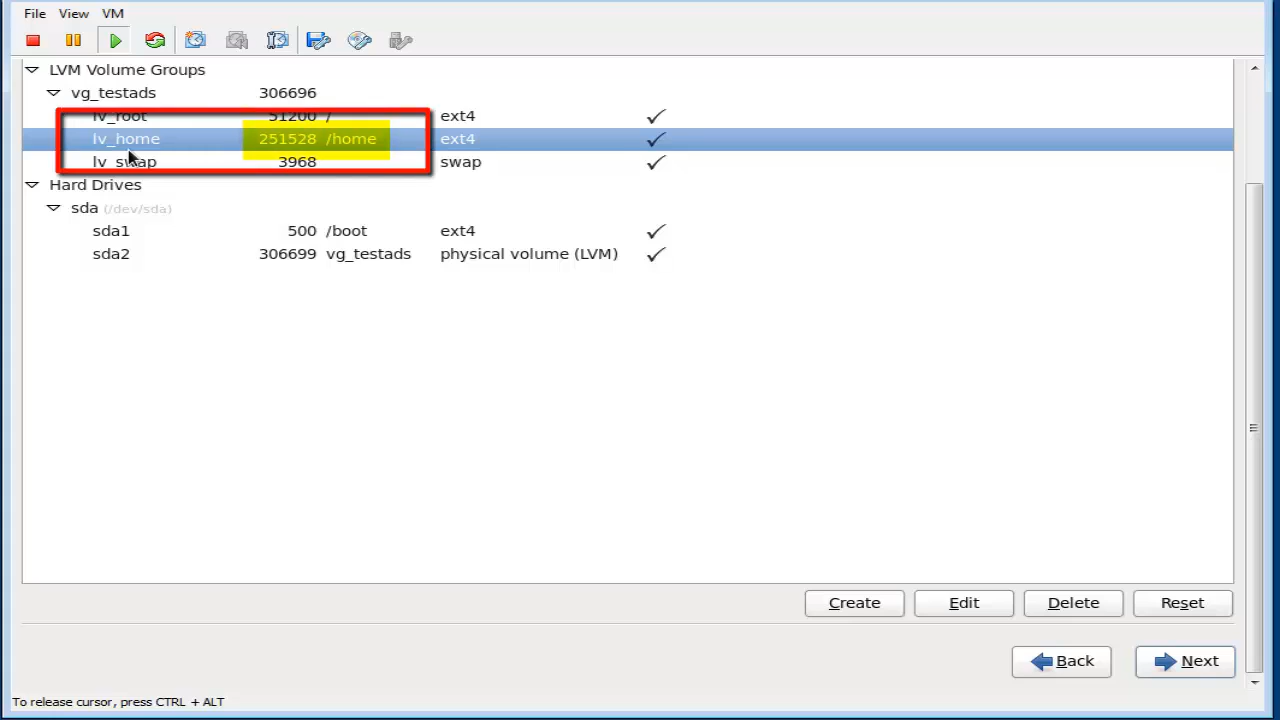 File View VM
LVM Volume Groups
vg_testads 306696
lv_root 51200 / ext4
lv_home 251528 /home ext4
lv_swap 3968 swap
Hard Drives
sda (/dev/sda)
sda1 500 /boot ext4
sda2 306699 vg_testads physical volume (LVM)
Create Edit Delete Reset
Back Next
To release cursor, press CTRL + ALT